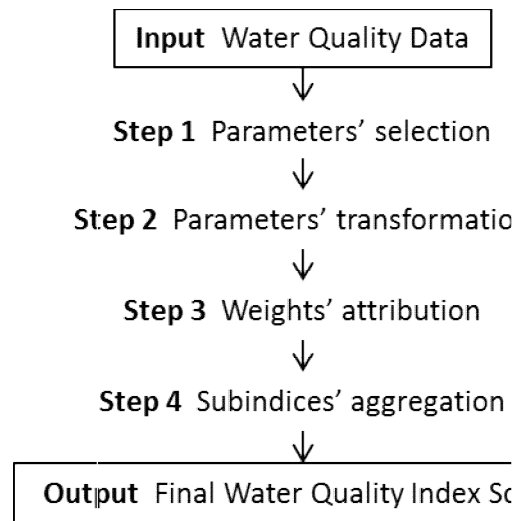 Input Water Quality Data
Step 1 Parameters’ selection
Step 2 Parameters’ transformatio
Step 3 Weights’ attribution
Step 4 Subindices’ aggregation
Output Final Water Quality Index Sc